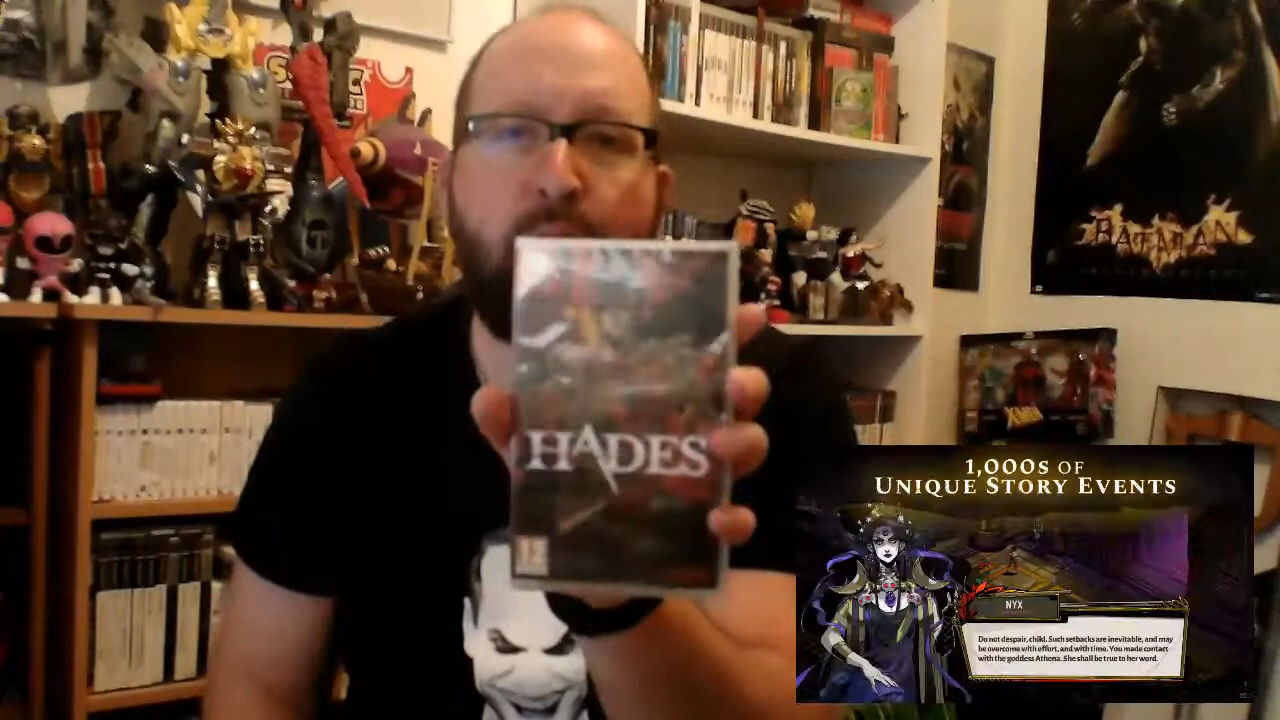 SONIC
BATMAN
X-MEN
HADES
12
1,000s OF
UNIQUE STORY EVENTS
NYX
Do not despair, child. Such setbacks are inevitable, and may
be overcome with effort, and with time. You made contact
with the goddess Athena. She shall be true to her word.